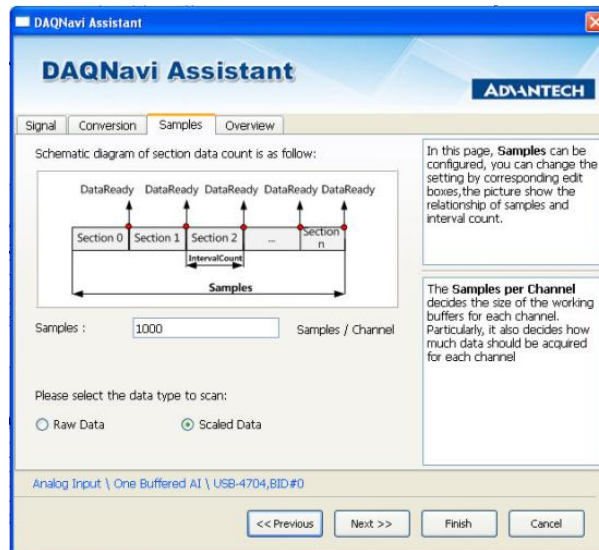 DAQNavi Assistant
DAQNavi Assistant
ADVANTECH
Signal Conversion Samples Overview
Schematic diagram of section data count is as follow:
DataReady DataReady DataReady DataReady DataReady
Section 0 Section 1 Section 2 ... Section n
IntervalCount
Samples
Samples : 1000 Samples / Channel
Please select the data type to scan:
Raw Data Scaled Data
In this page, Samples can be
configured, you can change the
setting by corresponding edit
boxes,the picture show the
relationship of samples and
interval count.
The Samples per Channel
decides the size of the working
buffers for each channel.
Particularly, it also decides how
much data should be acquired
for each channel
Analog Input \ One Buffered AI \ USB-4704,BID#0
<< Previous Next >> Finish Cancel